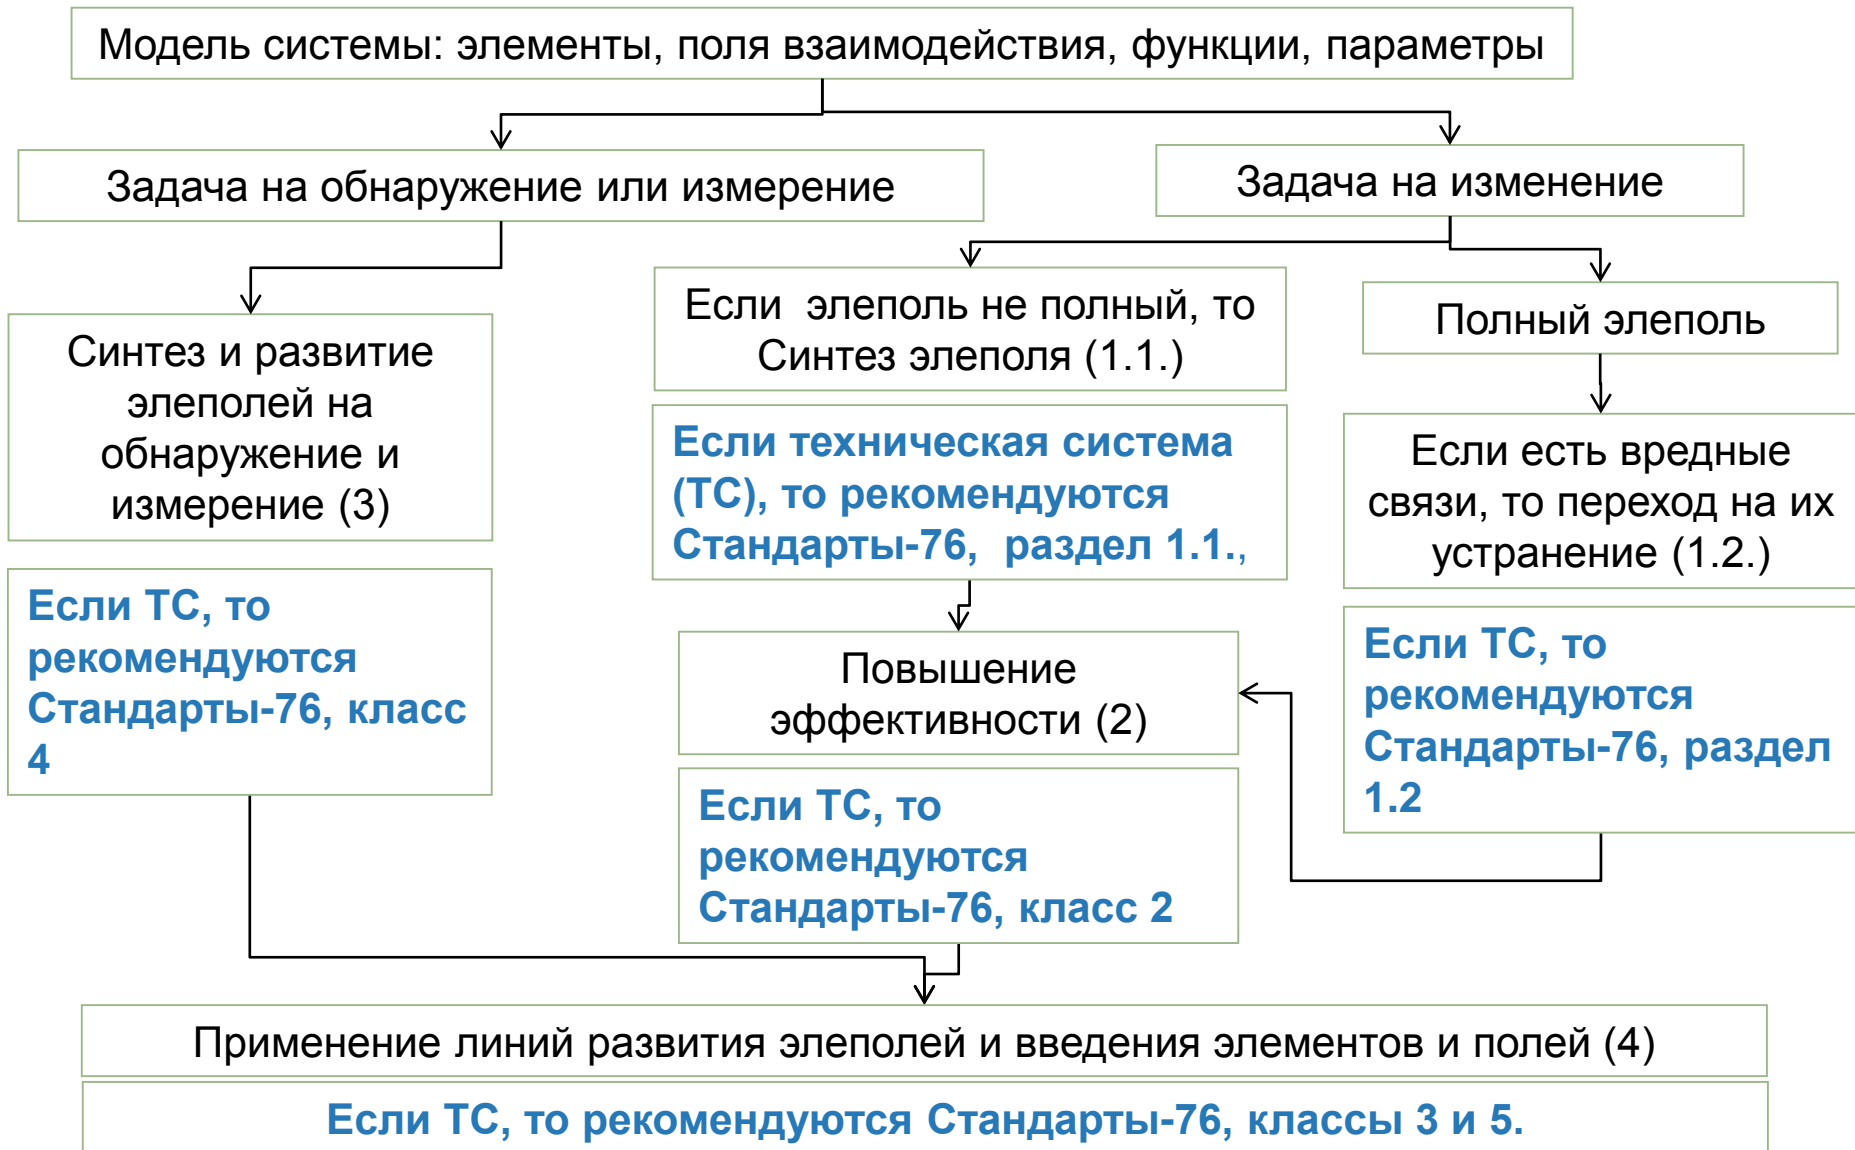 Модель системы: элементы, поля взаимодействия, функции, параметры
Задача на обнаружение или измерение
Задача на изменение
Синтез и развитие
элеполей на
обнаружение и
измерение (3)
Если ТС, то
рекомендуются
Стандарты-76, класс
4
Если элеполь не полный, то
Синтез элеполя (1.1.)
Если техническая система
(ТС), то рекомендуются
Стандарты-76, раздел 1.1.,
Повышение
эффективности (2)
Если ТС, то
рекомендуются
Стандарты-76, класс 2
Полный элеполь
Если есть вредные
связи, то переход на их
устранение (1.2.)
Если ТС, то
рекомендуются
Стандарты-76, раздел
1.2
Применение линий развития элеполей и введения элементов и полей (4)
Если ТС, то рекомендуются Стандарты-76, классы 3 и 5.